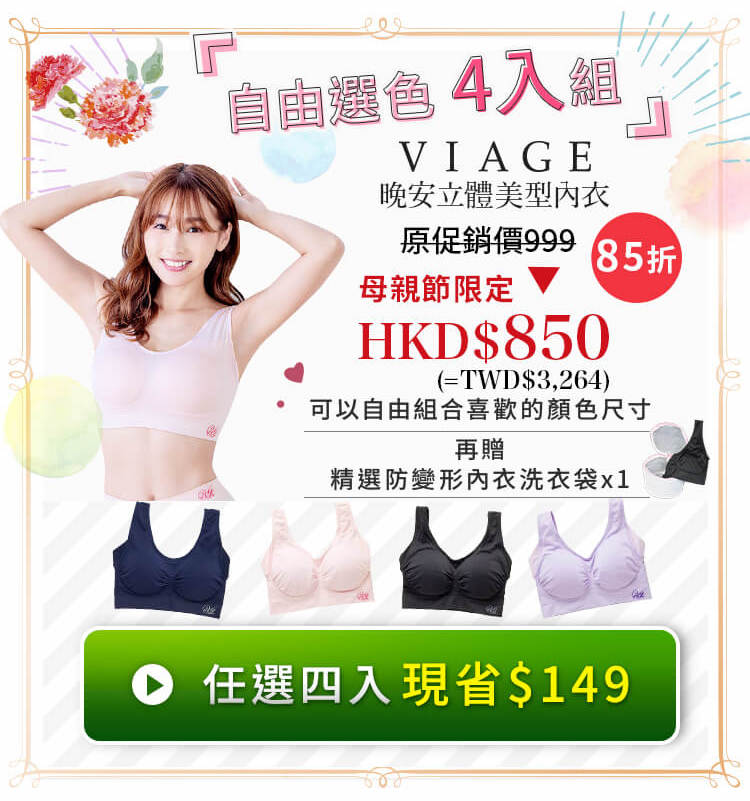 『自由選色 4入組』
VIAGE
晚安立體美型內衣
原促銷價999
85折
母親節限定
HKD$850
(=TWD$3,264)
可以自由組合喜歡的顏色尺寸
再贈
精選防變形內衣洗衣袋x1
任選四入 現省$149